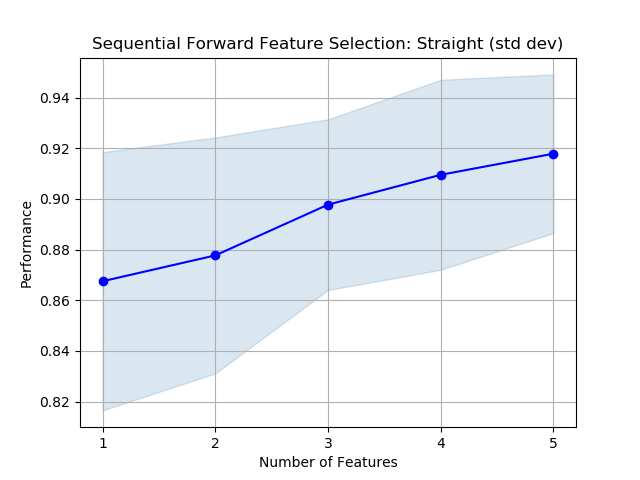 Sequential Forward Feature Selection: Straight (std dev)
0.94
0.92
0.90
0.88
0.86
0.84
0.82
Performance
1 2 3 4 5
Number of Features